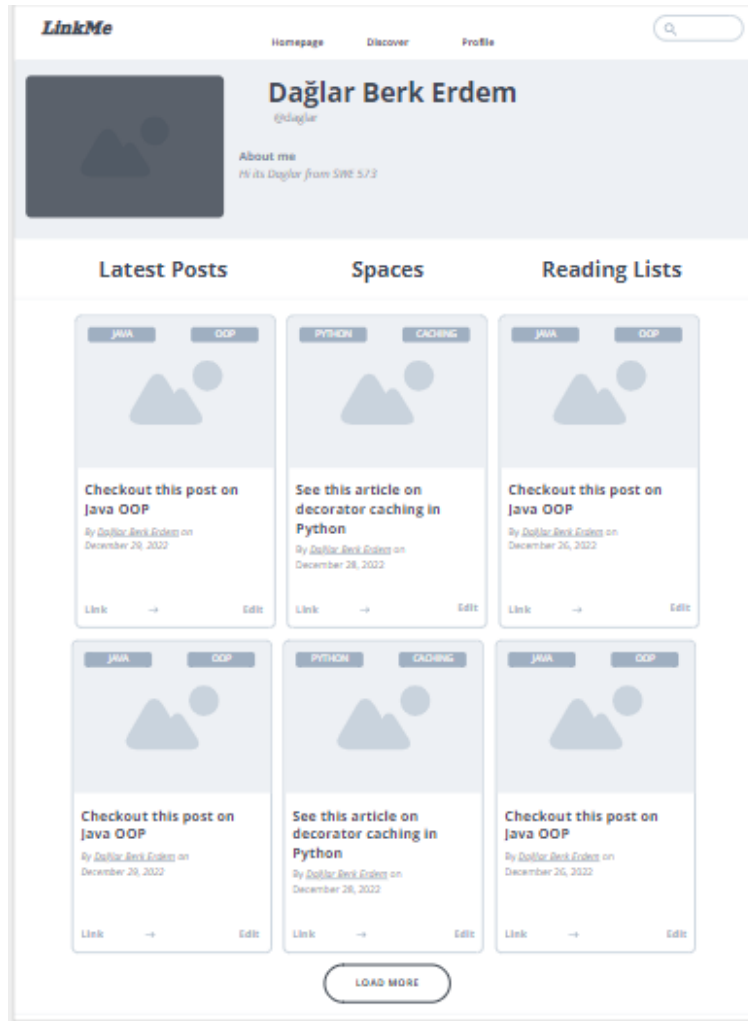 LinkMe
Homepage Discover Profile
Dağlar Berk Erdem
@daglar
About me
Hi its Daglar from SWE 573
Latest Posts Spaces Reading Lists
JAVA OOP
Checkout this post on
Java OOP
By Dağlar Berk Erdem on
December 29, 2022
Link → Edit
PYTHON CACHING
See this article on
decorator caching in
Python
By Dağlar Berk Erdem on
December 28, 2022
Link → Edit
JAVA OOP
Checkout this post on
Java OOP
By Dağlar Berk Erdem on
December 26, 2022
Link → Edit
JAVA OOP
Checkout this post on
Java OOP
By Dağlar Berk Erdem on
December 29, 2022
Link → Edit
PYTHON CACHING
See this article on
decorator caching in
Python
By Dağlar Berk Erdem on
December 28, 2022
Link → Edit
JAVA OOP
Checkout this post on
Java OOP
By Dağlar Berk Erdem on
December 26, 2022
Link → Edit
LOAD MORE